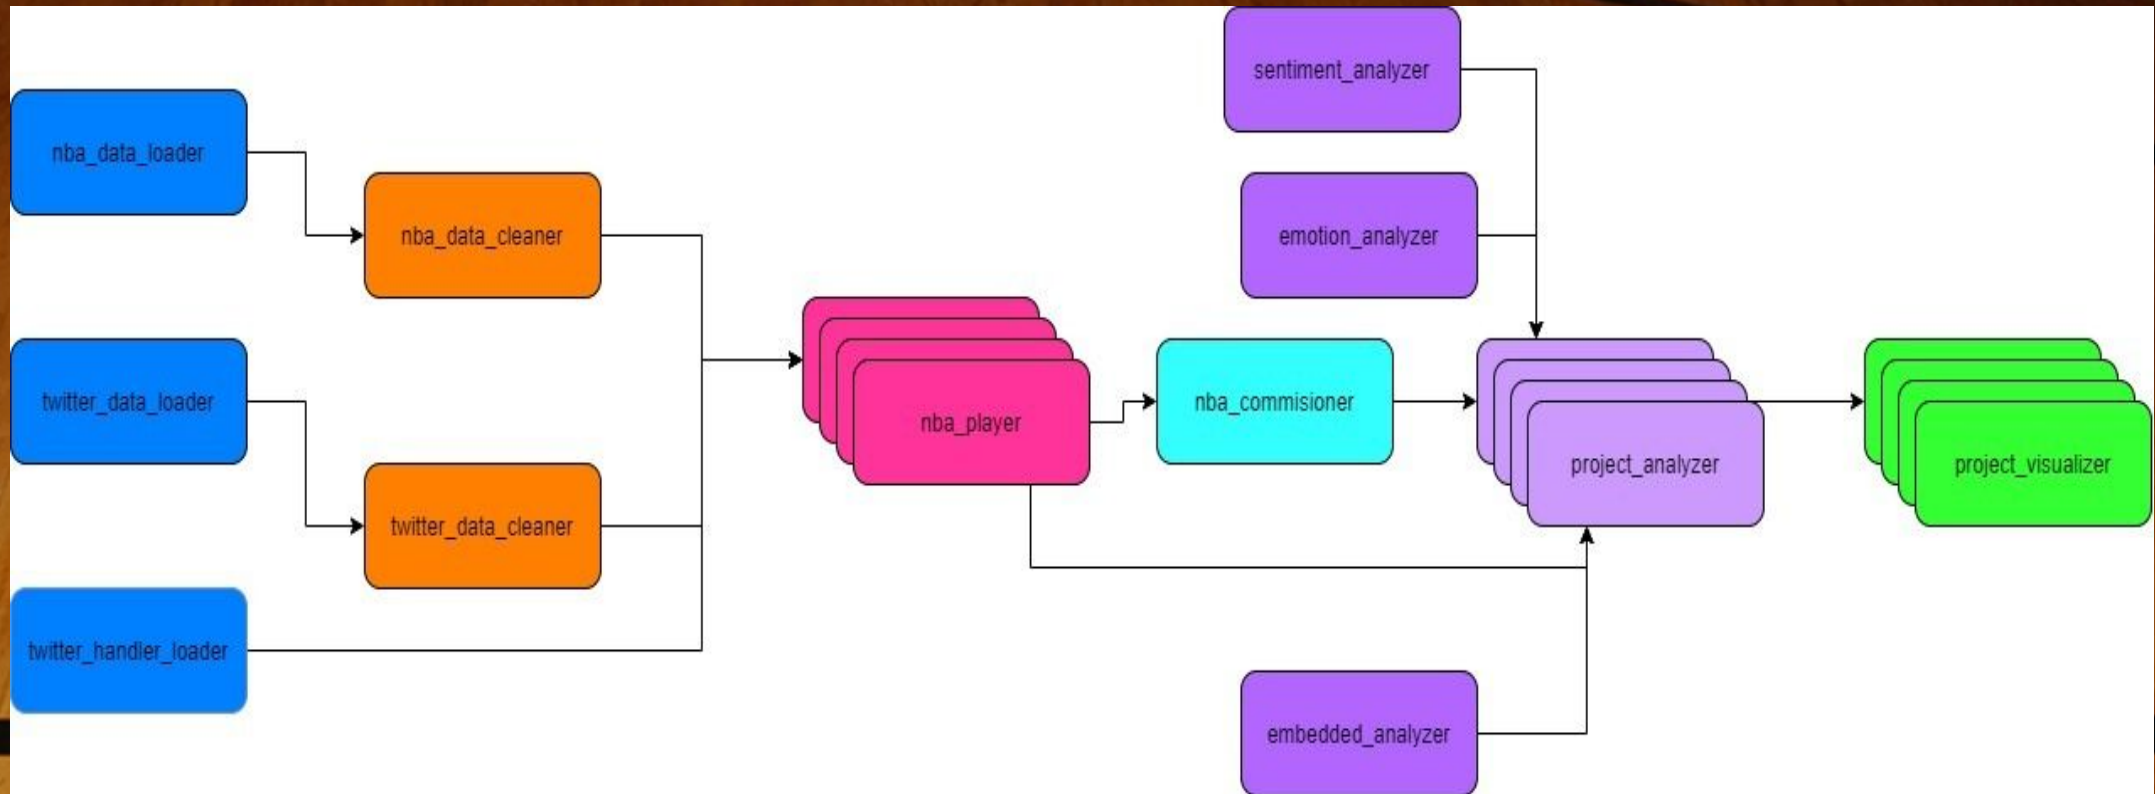 sentiment_analyzer
nba_data_loader
nba_data_cleaner
emotion_analyzer
twitter_data_loader
nba_player
nba_commisioner
project_analyzer
project_visualizer
twitter_data_cleaner
twitter_handler_loader
embedded_analyzer